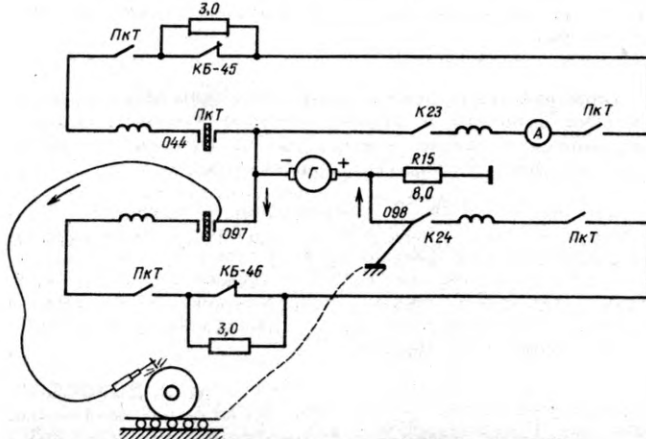 3,0
ПкТ
КБ-45
ПкТ
044
К23
А
ПкТ
− Г +
R15
8,0
097
098
К24
ПкТ
ПкТ
КБ-46
3,0